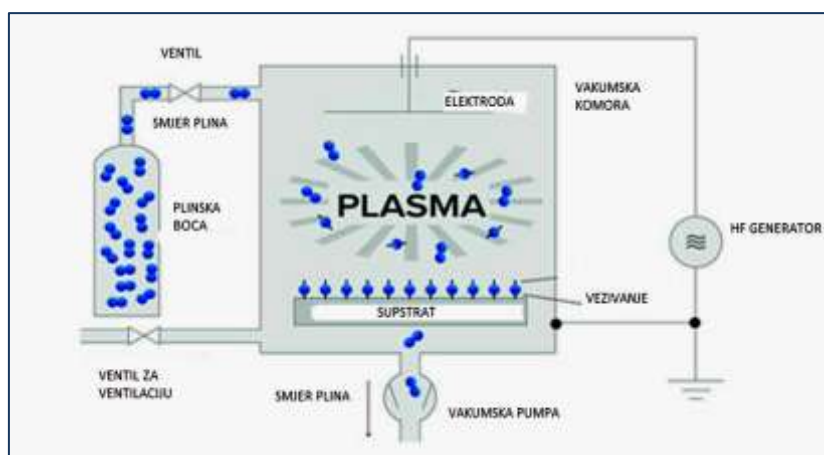 VENTIL
SMJER PLINA
PLINSKA
BOCA
VENTIL ZA
VENTILACIJU
ELEKTRODA
PLASMA
SUPSTRAT
SMJER PLINA
VAKUMSKA PUMPA
VAKUMSKA
KOMORA
HF GENERATOR
VEZIVANJE